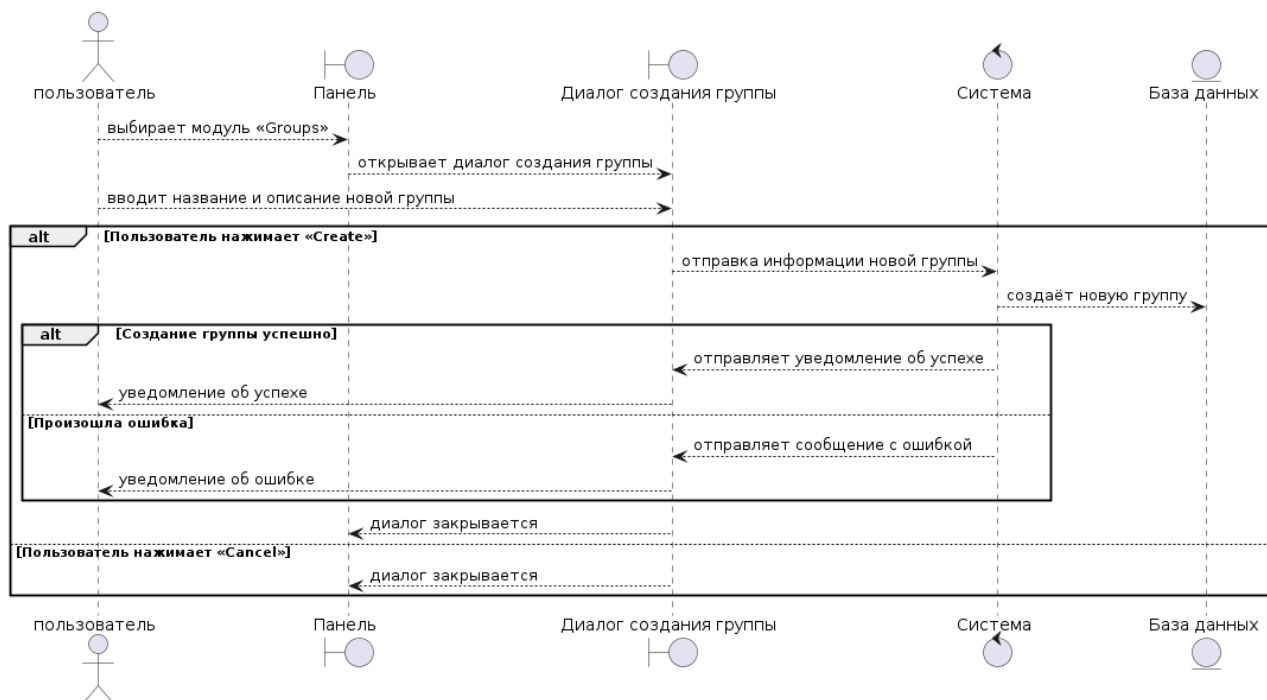 пользователь
Панель
Диалог создания группы
Система
База данных
выбирает модуль «Groups»
открывает диалог создания группы
вводит название и описание новой группы
alt [Пользователь нажимает «Create»]
отправка информации новой группы
создаёт новую группу
alt [Создание группы успешно]
отправляет уведомление об успехе
уведомление об успехе
[Произошла ошибка]
отправляет сообщение с ошибкой
уведомление об ошибке
диалог закрывается
[Пользователь нажимает «Cancel»]
диалог закрывается
пользователь
Панель
Диалог создания группы
Система
База данных